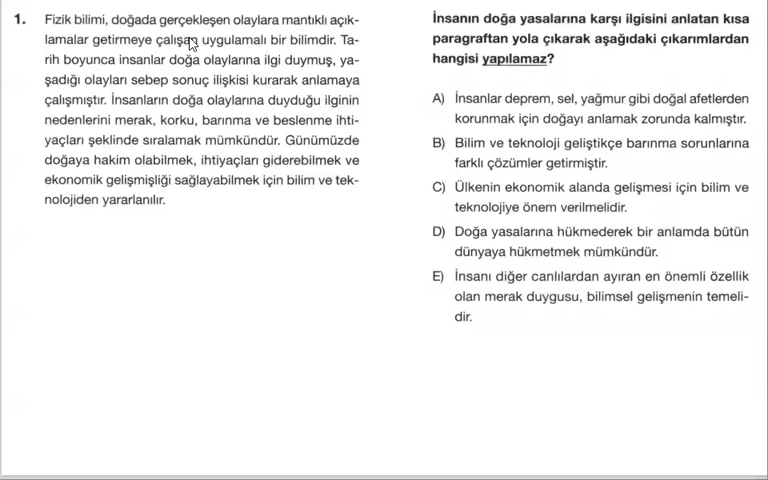 1. Fizik bilimi, doğada gerçekleşen olaylara mantıklı açık-
lamalar getirmeye çalışan uygulamalı bir bilimdir. Ta-
rih boyunca insanlar doğa olaylarına ilgi duymuş, ya-
şadığı olayları sebep sonuç ilişkisi kurarak anlamaya
çalışmıştır. İnsanların doğa olaylarına duyduğu ilginin
nedenlerini merak, korku, barınma ve beslenme ihti-
yaçları şeklinde sıralamak mümkündür. Günümüzde
doğaya hakim olabilmek, ihtiyaçları giderebilmek ve
ekonomik gelişmişliği sağlayabilmek için bilim ve tek-
nolojiden yararlanılır.
İnsanın doğa yasalarına karşı ilgisini anlatan kısa
paragraftan yola çıkarak aşağıdaki çıkarımlardan
hangisi yapılamaz?
A) İnsanlar deprem, sel, yağmur gibi doğal afetlerden
korunmak için doğayı anlamak zorunda kalmıştır.
B) Bilim ve teknoloji geliştikçe barınma sorunlarına
farklı çözümler getirmiştir.
C) Ülkenin ekonomik alanda gelişmesi için bilim ve
teknolojiye önem verilmelidir.
D) Doğa yasalarına hükmederek bir anlamda bütün
dünyaya hükmetmek mümkündür.
E) İnsanı diğer canlılardan ayıran en önemli özellik
olan merak duygusu, bilimsel gelişmenin temeli-
dir.